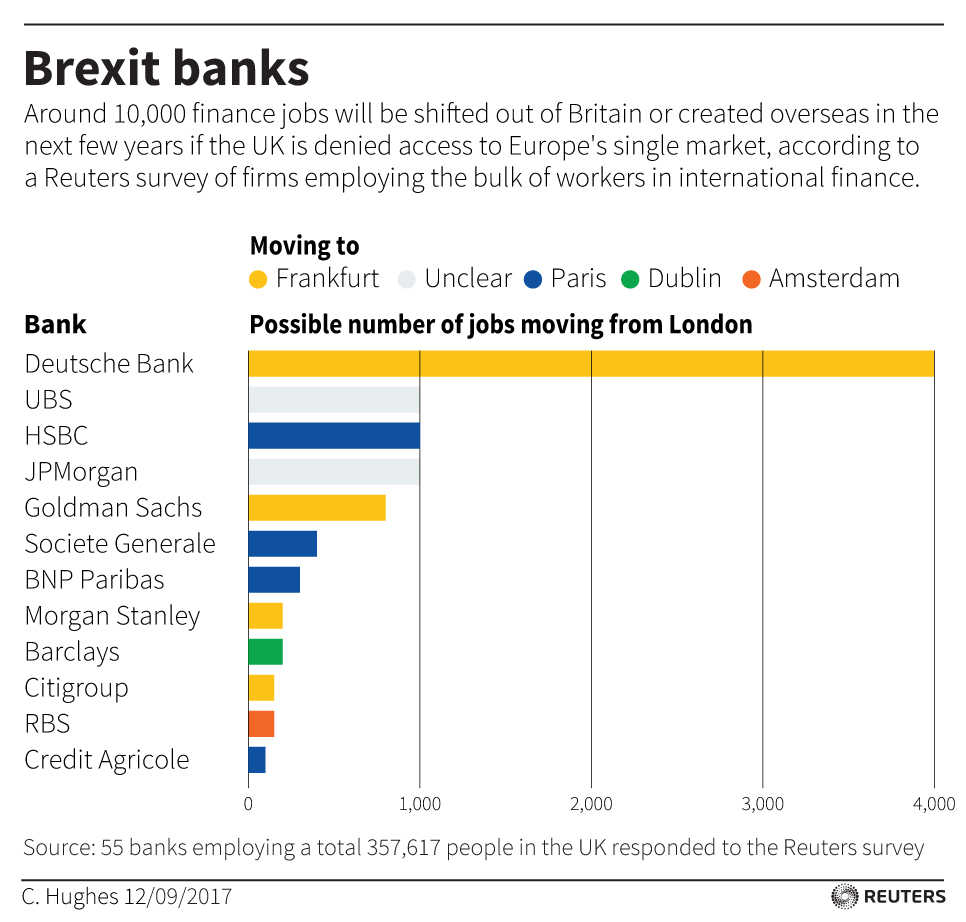 Brexit banks
Around 10,000 finance jobs will be shifted out of Britain or created overseas in the
next few years if the UK is denied access to Europe's single market, according to
a Reuters survey of firms employing the bulk of workers in international finance.
Moving to
Frankfurt Unclear Paris Dublin Amsterdam
Bank Possible number of jobs moving from London
Deutsche Bank
UBS
HSBC
JPMorgan
Goldman Sachs
Societe Generale
BNP Paribas
Morgan Stanley
Barclays
Citigroup
RBS
Credit Agricole
0 1,000 2,000 3,000 4,000
Source: 55 banks employing a total 357,617 people in the UK responded to the Reuters survey
C. Hughes 12/09/2017 REUTERS